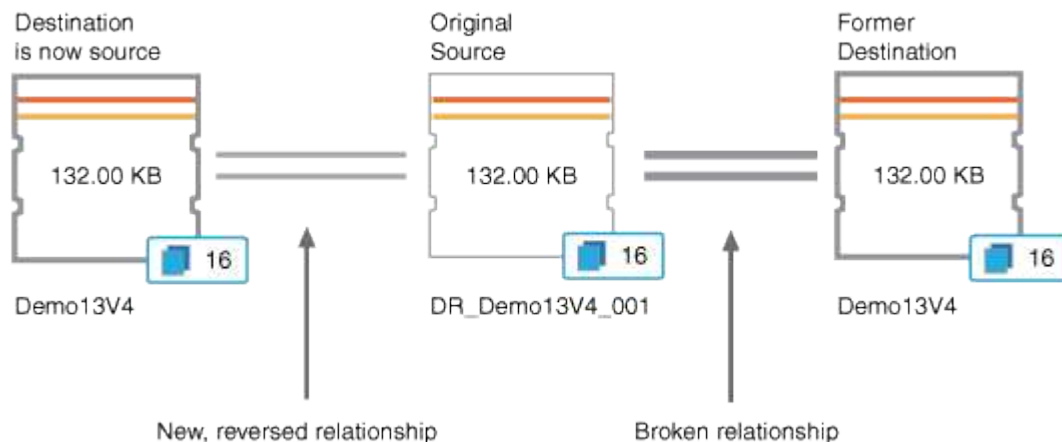 Destination
is now source
Original
Source
Former
Destination
132.00 KB
132.00 KB
132.00 KB
16
16
16
Demo13V4
DR_Demo13V4_001
Demo13V4
New, reversed relationship
Broken relationship